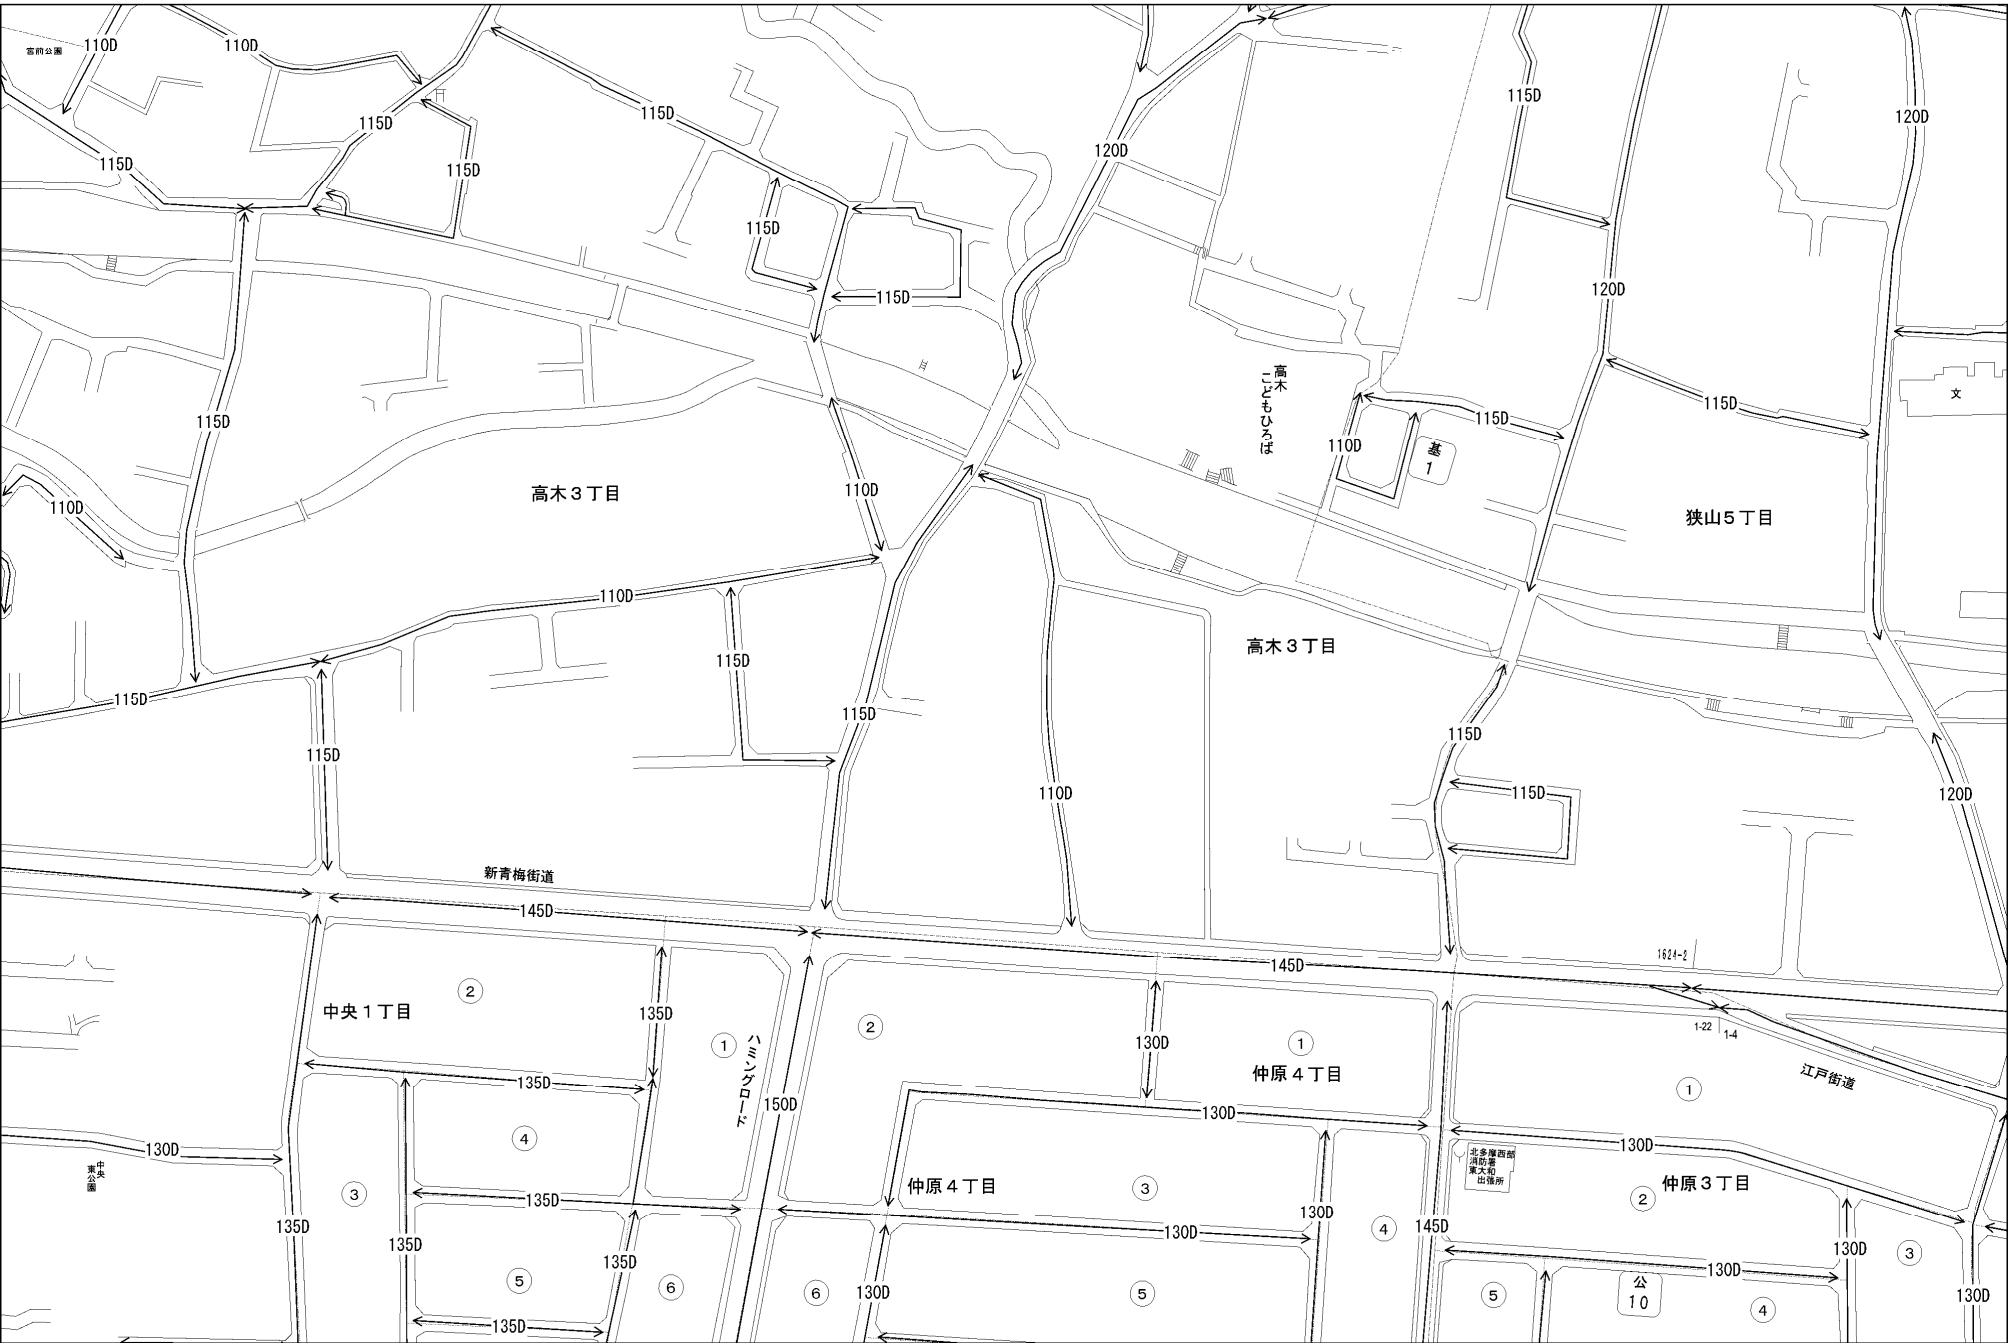 宮前公園
110D
110D
115D
115D
115D
115D
120D
115D
120D
115D
115D
115D
120D
115D
高木
こどもひろば
115D
115D
文
110D
基
1
110D
高木3丁目
110D
狭山5丁目
110D
高木3丁目
115D
115D
115D
115D
115D
110D
115D
120D
新青梅街道
145D
145D
1624-2
中央1丁目
2
135D
1
ハミングロード
2
130D
1
仲原4丁目
1-22
1-4
江戸街道
1
135D
150D
130D
130D
中央
東公園
4
130D
北多摩西部
消防署
東大和
出張所
3
135D
仲原4丁目
3
2
仲原3丁目
135D
135D
135D
130D
130D
4
145D
130D
3
5
6
130D
6
5
5
130D
公
10
4
130D
135D